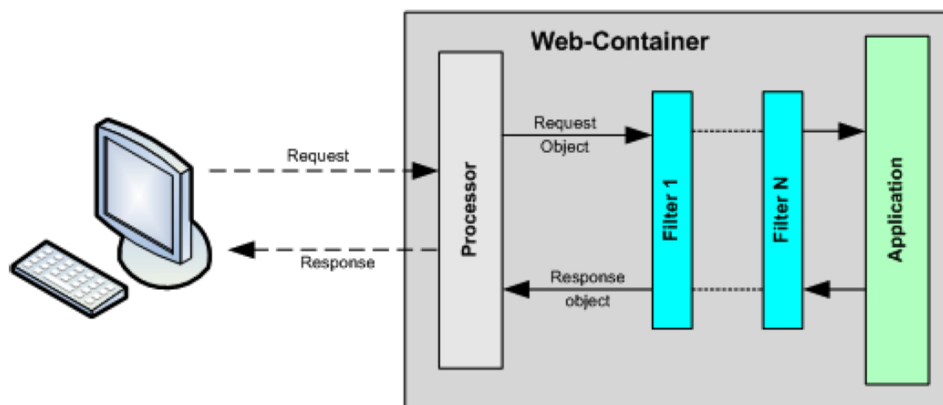 Web-Container
Request
Response
Processor
Request
Object
Response
object
Filter 1
Filter N
Application